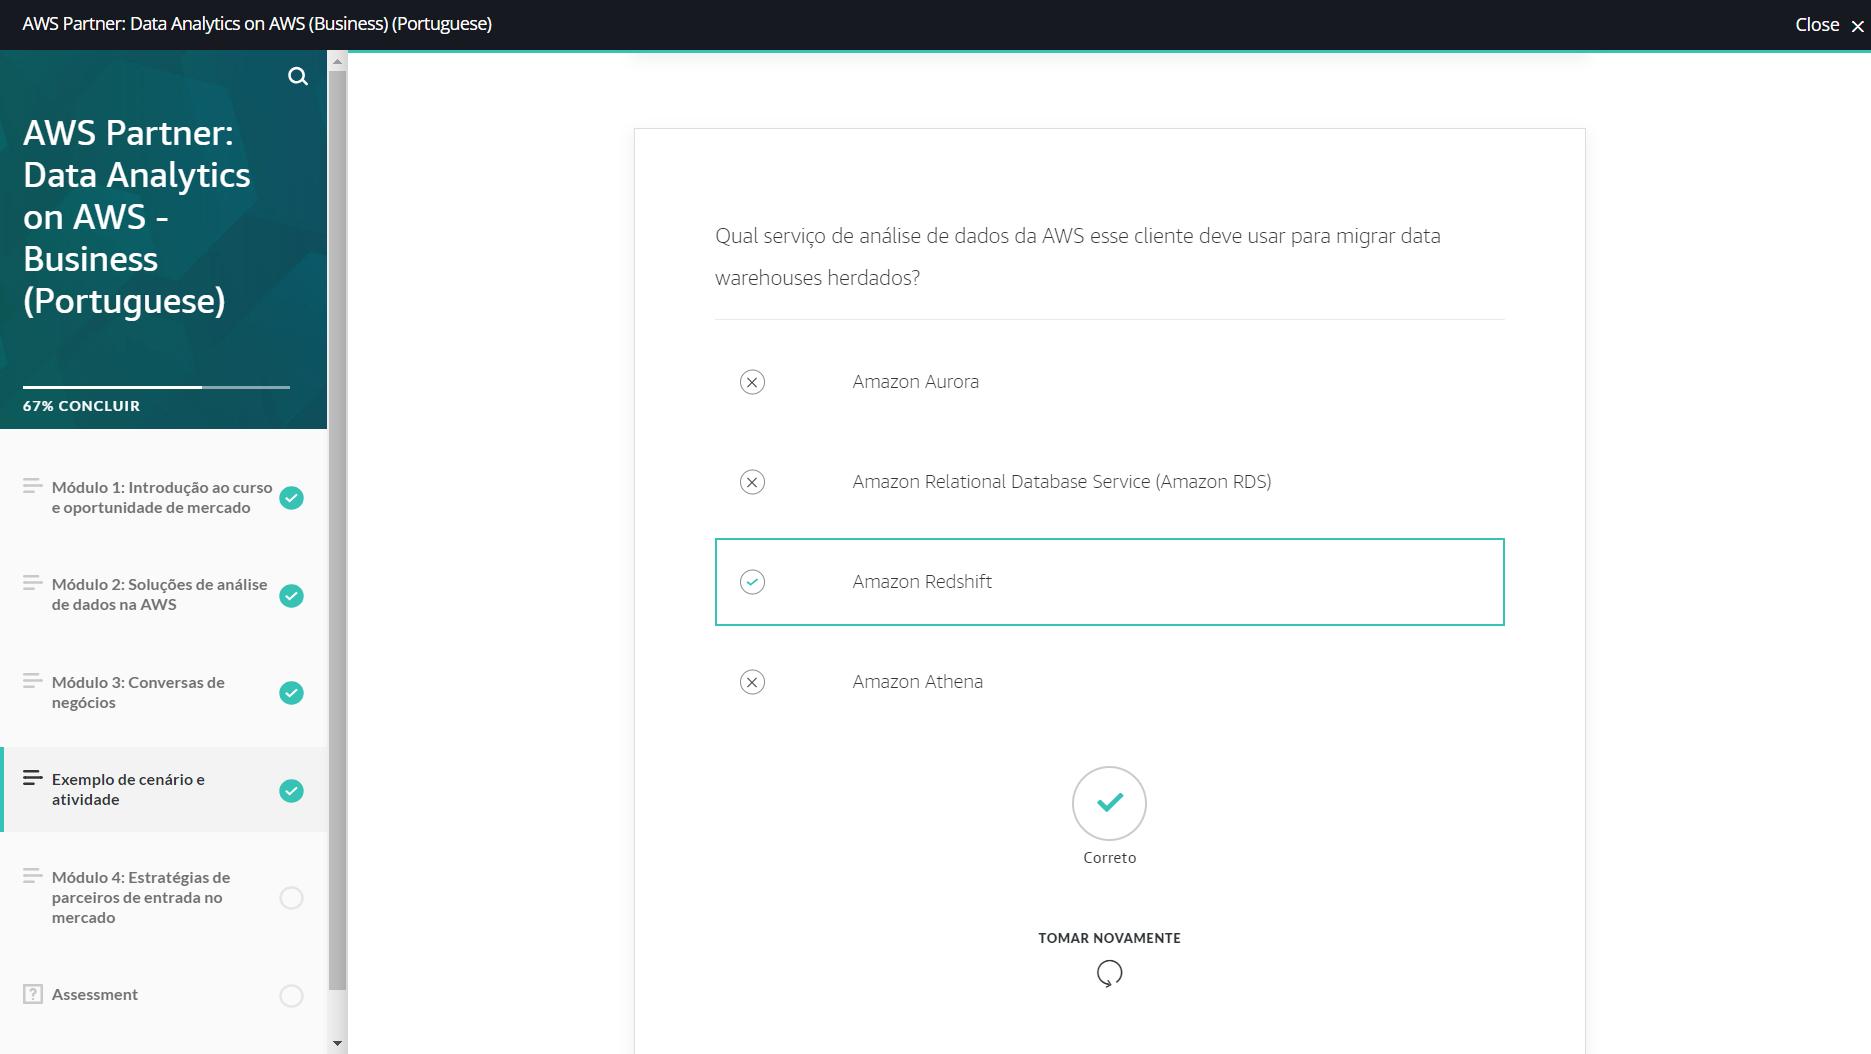 AWS Partner: Data Analytics on AWS (Business) (Portuguese)
Close
AWS Partner:
Data Analytics
on AWS -
Business
(Portuguese)
67% CONCLUIR
Módulo 1: Introdução ao curso
e oportunidade de mercado
Módulo 2: Soluções de análise
de dados na AWS
Módulo 3: Conversas de
negócios
Exemplo de cenário e
atividade
Módulo 4: Estratégias de
parceiros de entrada no
mercado
? Assessment
Qual serviço de análise de dados da AWS esse cliente deve usar para migrar data
warehouses herdados?
Amazon Aurora
Amazon Relational Database Service (Amazon RDS)
Amazon Redshift
Amazon Athena
Correto
TOMAR NOVAMENTE